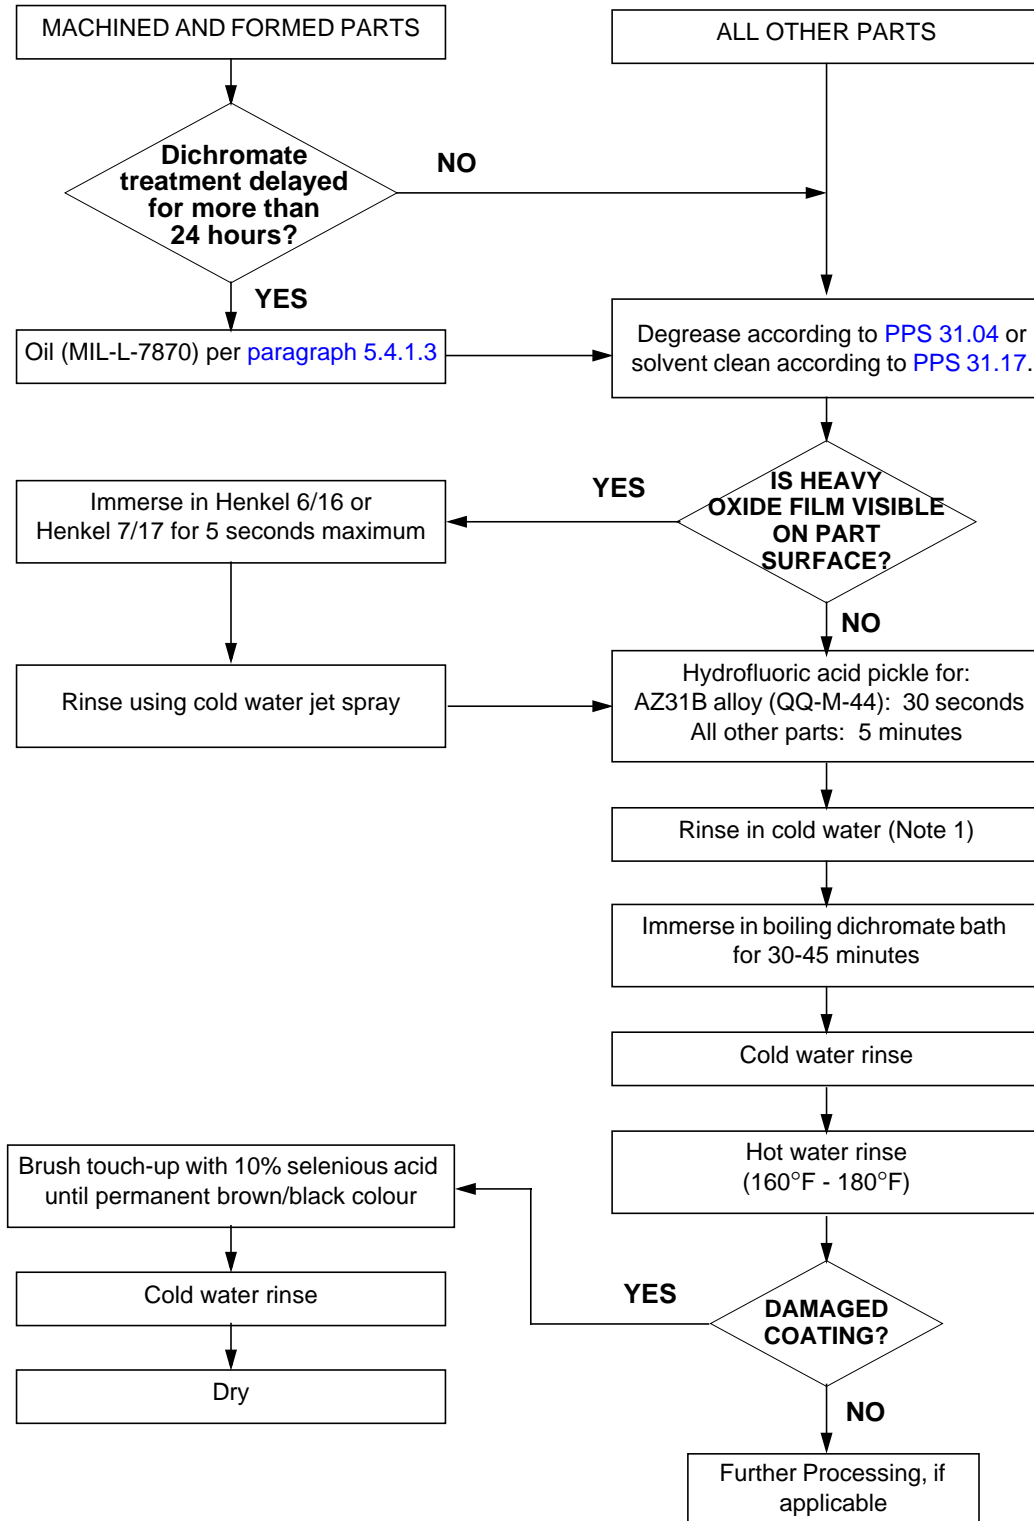 MACHINED AND FORMED PARTS
ALL OTHER PARTS
Dichromate
treatment delayed
for more than
24 hours?
NO
YES
Oil (MIL-L-7870) per paragraph 5.4.1.3
Degrease according to PPS 31.04 or
solvent clean according to PPS 31.17.
IS HEAVY
OXIDE FILM VISIBLE
ON PART
SURFACE?
YES
Immerse in Henkel 6/16 or
Henkel 7/17 for 5 seconds maximum
NO
Rinse using cold water jet spray
Hydrofluoric acid pickle for:
AZ31B alloy (QQ-M-44): 30 seconds
All other parts: 5 minutes
Rinse in cold water (Note 1)
Immerse in boiling dichromate bath
for 30-45 minutes
Cold water rinse
Hot water rinse
(160°F - 180°F)
DAMAGED
COATING?
YES
Brush touch-up with 10% selenious acid
until permanent brown/black colour
Cold water rinse
Dry
NO
Further Processing, if
applicable